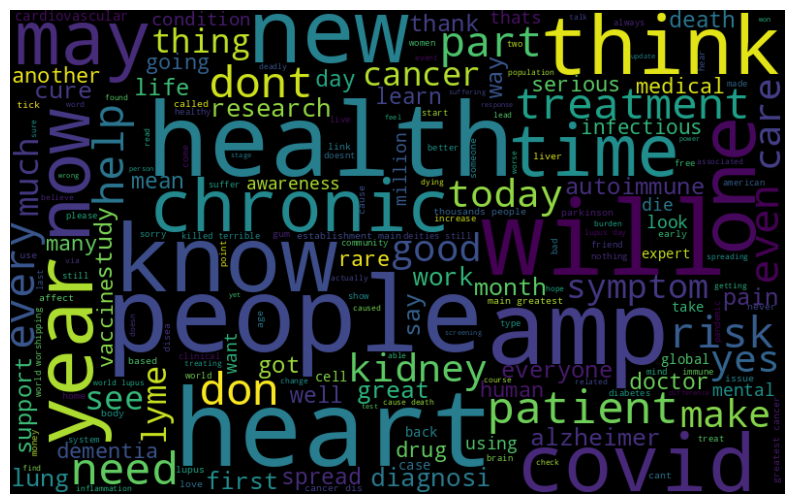 cardiovascular condition thats talk always won
may new think
thing thank part death women two update near
another going deadly exact
cure life dont day cancer way serious medical population suffering
tick called research learn infectious treatment response
word found healthy live start feel lead made
now help health time one care even
sure read link better liver free associated
much mean awareness stage doesnt million someone worse power
person suffer cause dying autoimmune american
wrong believe chronic today die
please thousands people parkinson look
year many sorry killed terrible establishment main deities still increase burden lupus day early
use every via gum community good rare friend expert spreading
last still know point actually work month bad nothing
vaccine study will
affect yet people main greatest symptom pain
age show hope say take getting never
doesn disea caused screening amp risk
based clinical want able type global
world worshipping support see got cell kidney everyone doctor yes
treating don change great human mind immune issue
home world lupus world well course related diabetes mental
money body test cause death
lyme heart patient make
dementia back drug using alzheimer
system lupus case brain treat
need lung first spread love diagnosi covid
find inflammation cancer dis check cant greatest cancer